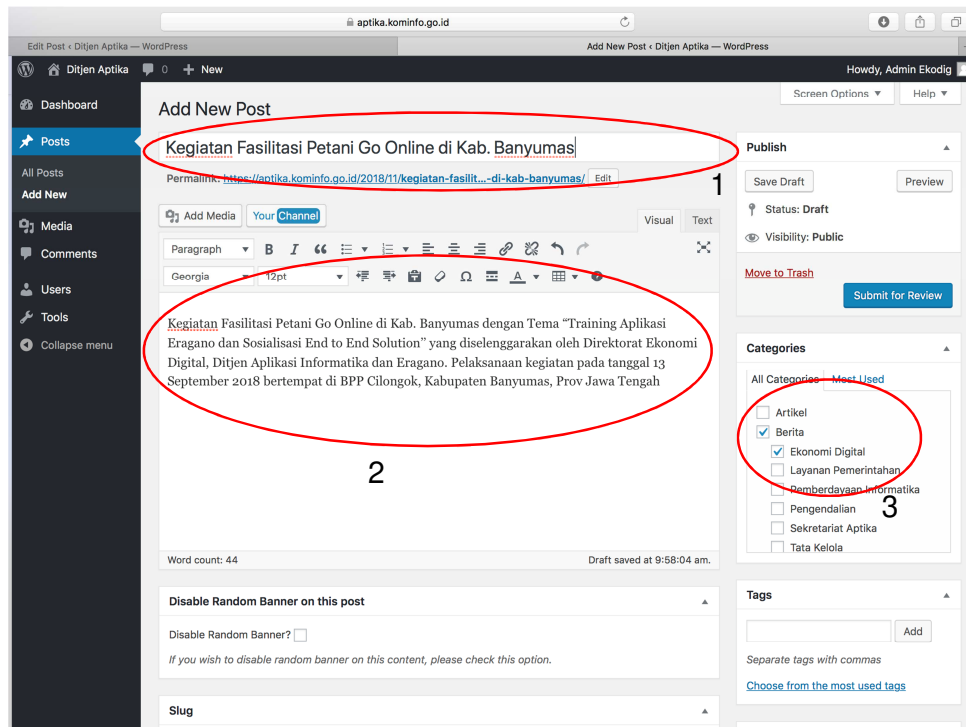 aptika.kominfo.go.id
Edit Post ‹ Ditjen Aptika — WordPress
Add New Post ‹ Ditjen Aptika — WordPress
Ditjen Aptika 0 + New
Howdy, Admin Ekodig
Screen Options ▼ Help ▼
Dashboard
Posts
All Posts
Add New
Media
Comments
Users
Tools
Collapse menu
Add New Post
Kegiatan Fasilitasi Petani Go Online di Kab. Banyumas
1
Permalink: https://aptika.kominfo.go.id/2018/11/kegiatan-fasilit...-di-kab-banyumas/ Edit
Add Media Your Channel
Visual Text
Paragraph
Georgia 12pt
Kegiatan Fasilitasi Petani Go Online di Kab. Banyumas dengan Tema “Training Aplikasi
Eragano dan Sosialisasi End to End Solution” yang diselenggarakan oleh Direktorat Ekonomi
Digital, Ditjen Aplikasi Informatika dan Eragano. Pelaksanaan kegiatan pada tanggal 13
September 2018 bertempat di BPP Cilongok, Kabupaten Banyumas, Prov Jawa Tengah
2
Word count: 44
Draft saved at 9:58:04 am.
Disable Random Banner on this post
Disable Random Banner?
If you wish to disable random banner on this content, please check this option.
Slug
Publish
Save Draft Preview
Status: Draft
Visibility: Public
Move to Trash
Submit for Review
Categories
All Categories Most Used
Artikel
Berita
Ekonomi Digital
Layanan Pemerintahan
Pemberdayaan Informatika
Pengendalian
3
Sekretariat Aptika
Tata Kelola
Tags
Add
Separate tags with commas
Choose from the most used tags